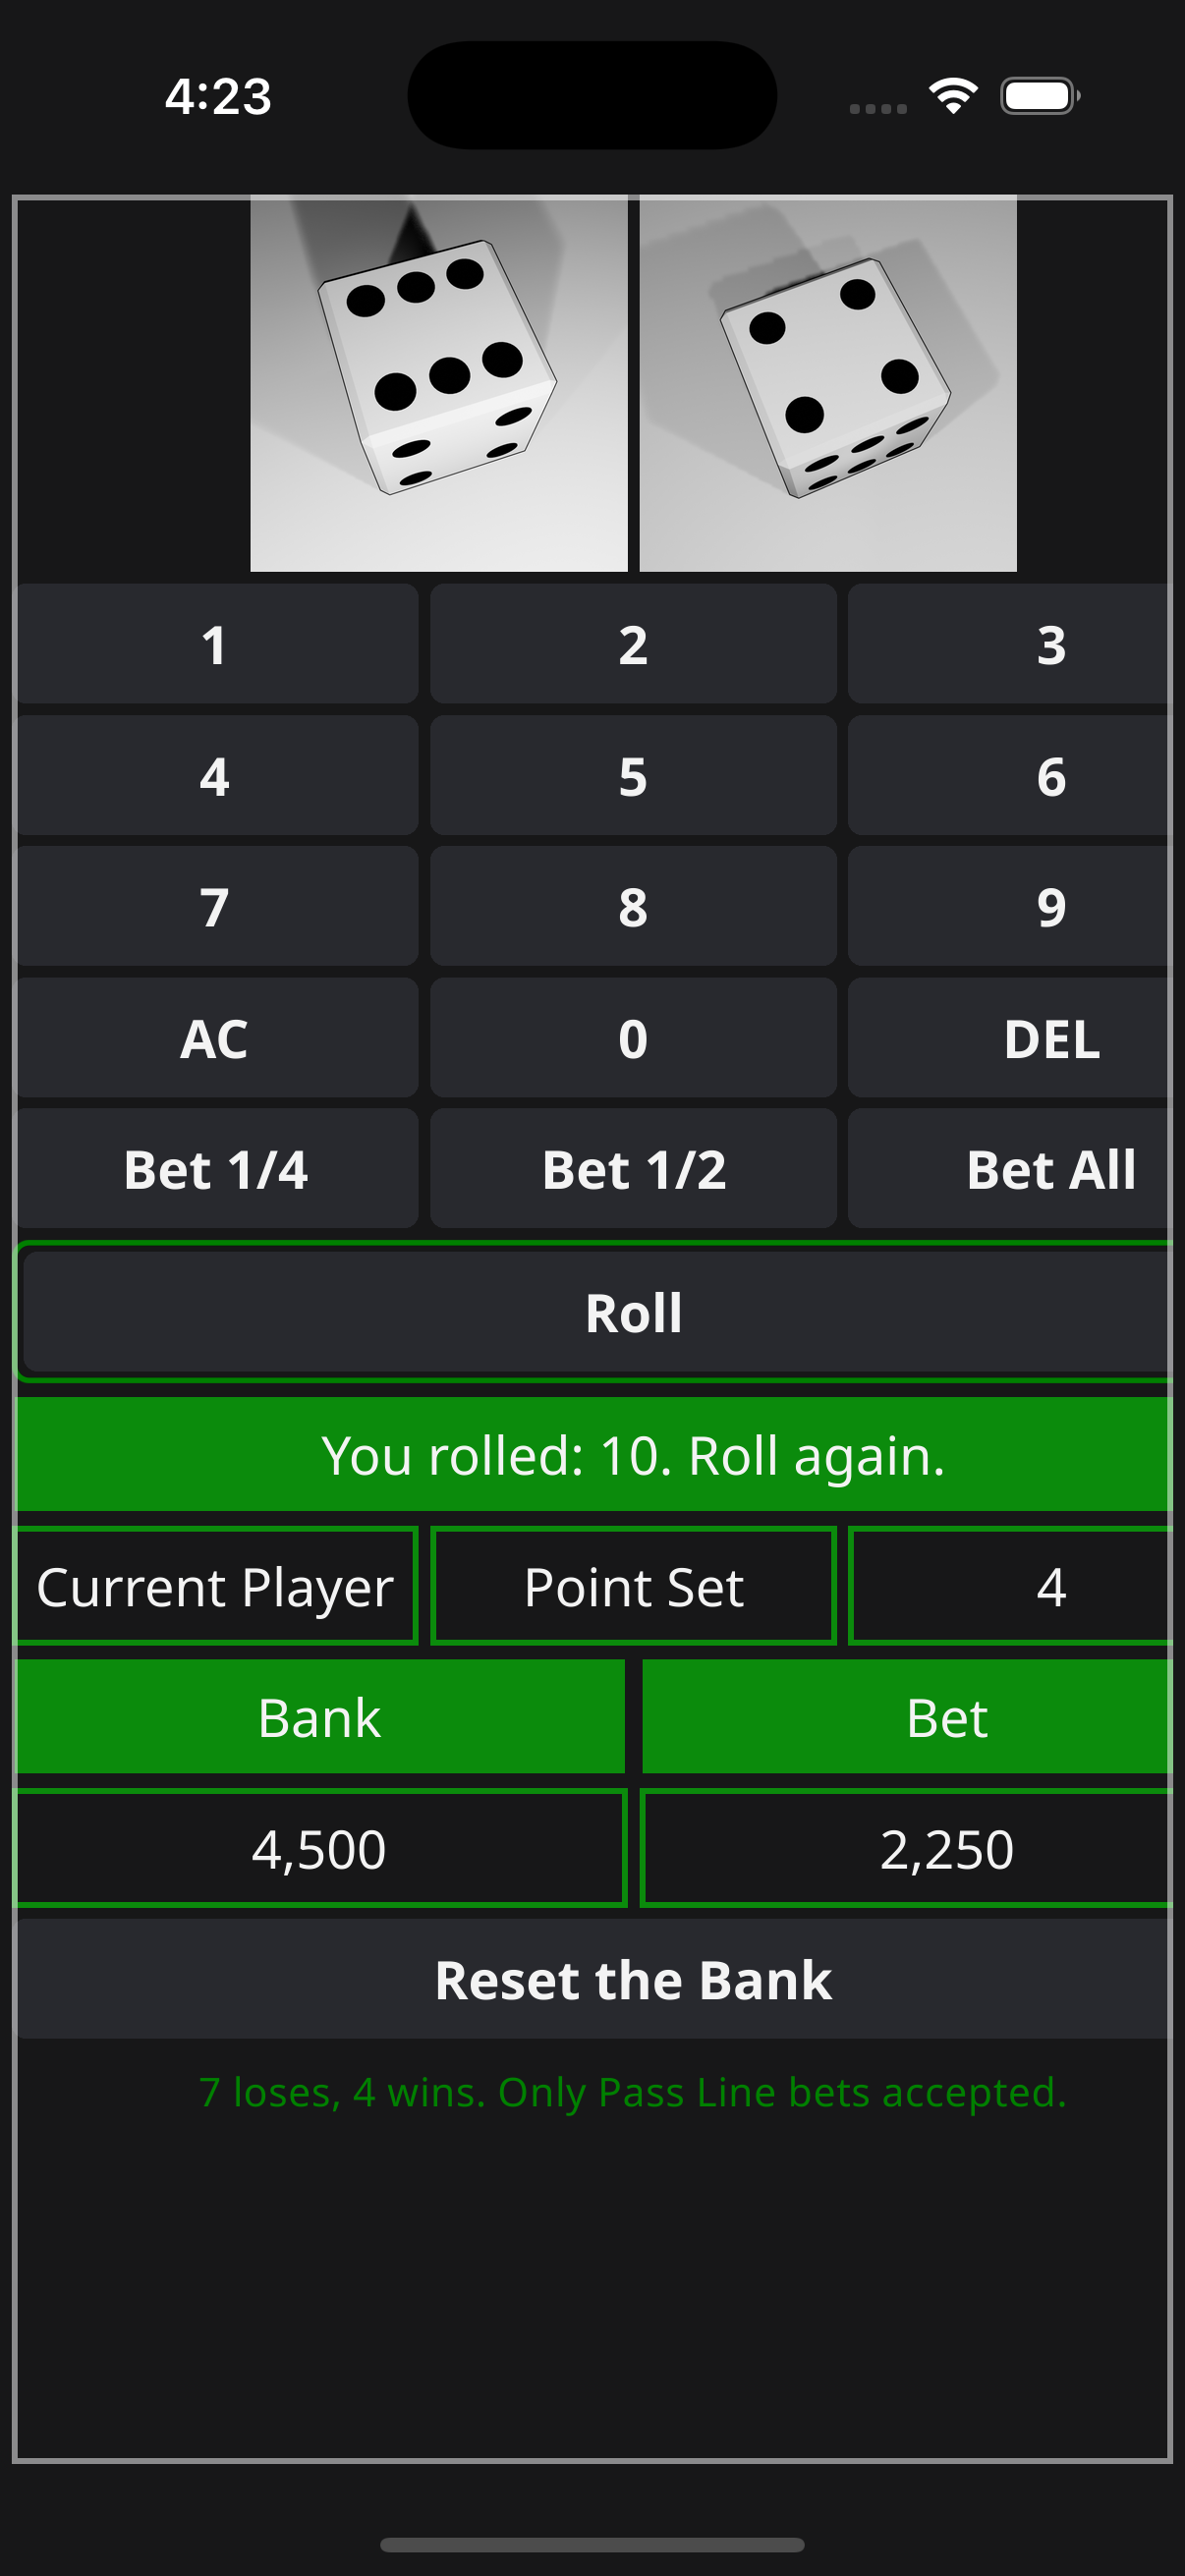 4:23
1 2 3
4 5 6
7 8 9
AC 0 DEL
Bet 1/4 Bet 1/2 Bet All
Roll
You rolled: 10. Roll again.
Current Player Point Set 4
Bank Bet
4,500 2,250
Reset the Bank
7 loses, 4 wins. Only Pass Line bets accepted.